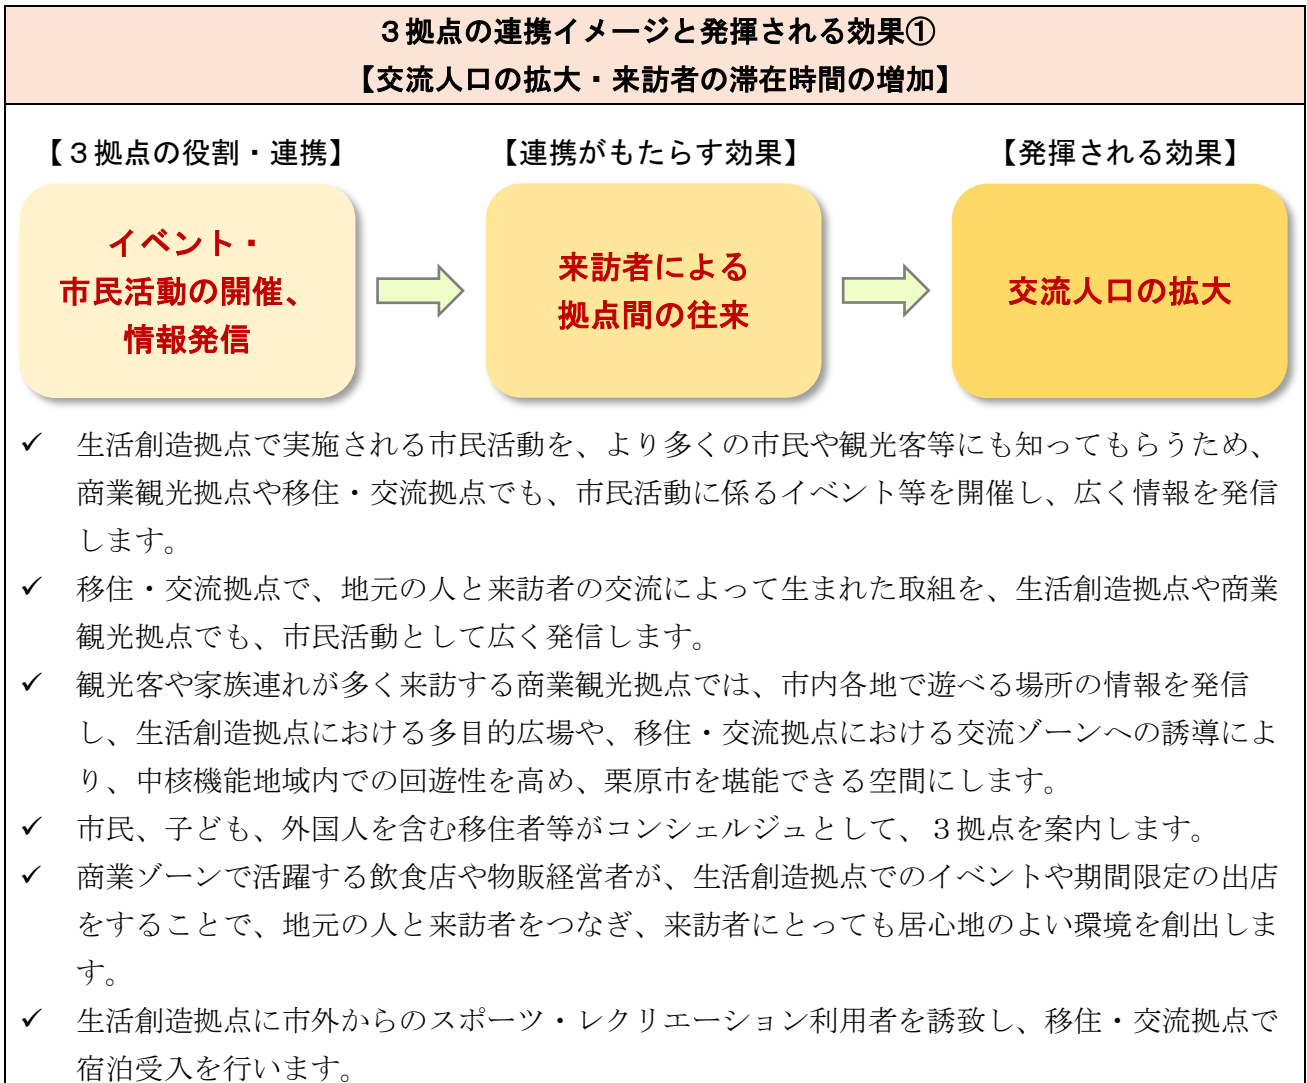 ３拠点の連携イメージと発揮される効果①
【交流人口の拡大・来訪者の滞在時間の増加】
【３拠点の役割・連携】
【連携がもたらす効果】
【発揮される効果】
イベント・
市民活動の開催、
情報発信
来訪者による
拠点間の往来
交流人口の拡大
✓ 生活創造拠点で実施される市民活動を、より多くの市民や観光客等にも知ってもらうため、
商業観光拠点や移住・交流拠点でも、市民活動に係るイベント等を開催し、広く情報を発信
します。
✓ 移住・交流拠点で、地元の人と来訪者の交流によって生まれた取組を、生活創造拠点や商業
観光拠点でも、市民活動として広く発信します。
✓ 観光客や家族連れが多く来訪する商業観光拠点では、市内各地で遊べる場所の情報を発信
し、生活創造拠点における多目的広場や、移住・交流拠点における交流ゾーンへの誘導によ
り、中核機能地域内での回遊性を高め、栗原市を堪能できる空間にします。
✓ 市民、子ども、外国人を含む移住者等がコンシェルジュとして、３拠点を案内します。
✓ 商業ゾーンで活躍する飲食店や物販経営者が、生活創造拠点でのイベントや期間限定の出店
をすることで、地元の人と来訪者をつなぎ、来訪者にとっても居心地のよい環境を創出しま
す。
✓ 生活創造拠点に市外からのスポーツ・レクリエーション利用者を誘致し、移住・交流拠点で
宿泊受入を行います。